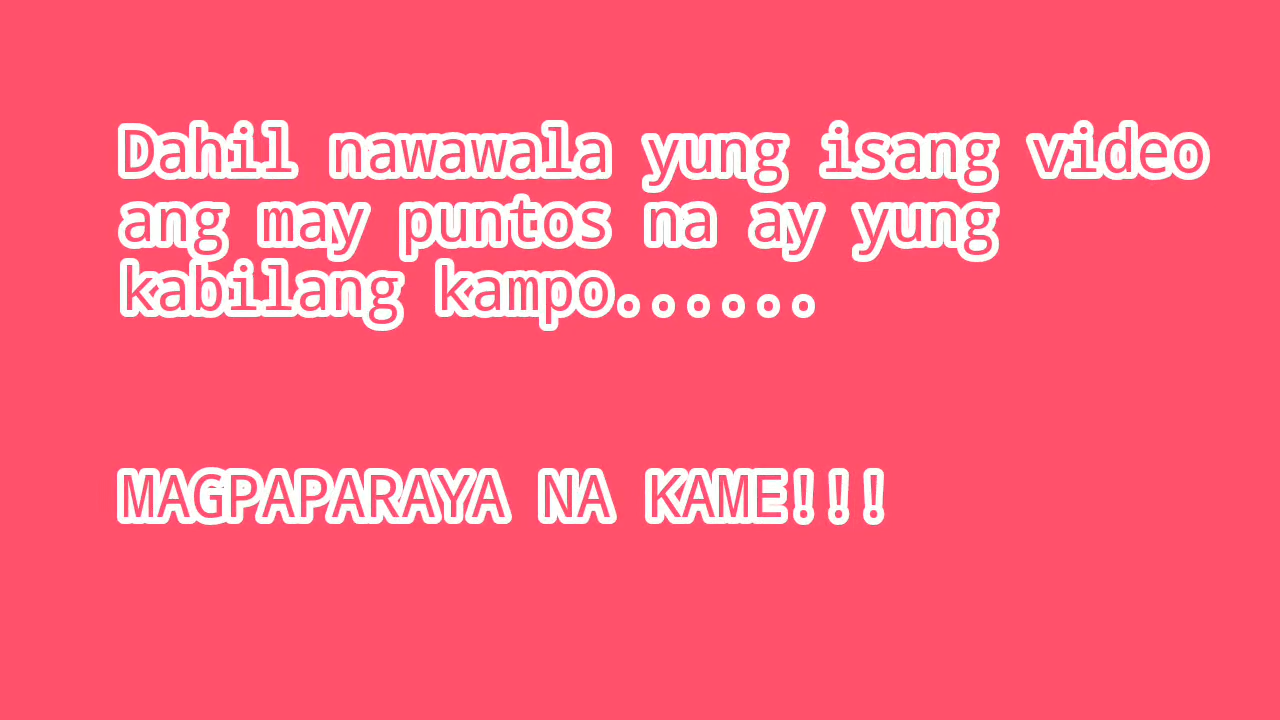 Dahil nawawala yung isang video
ang may puntos na ay yung
kabilang kampo......
MAGPAPARAYA NA KAME!!!